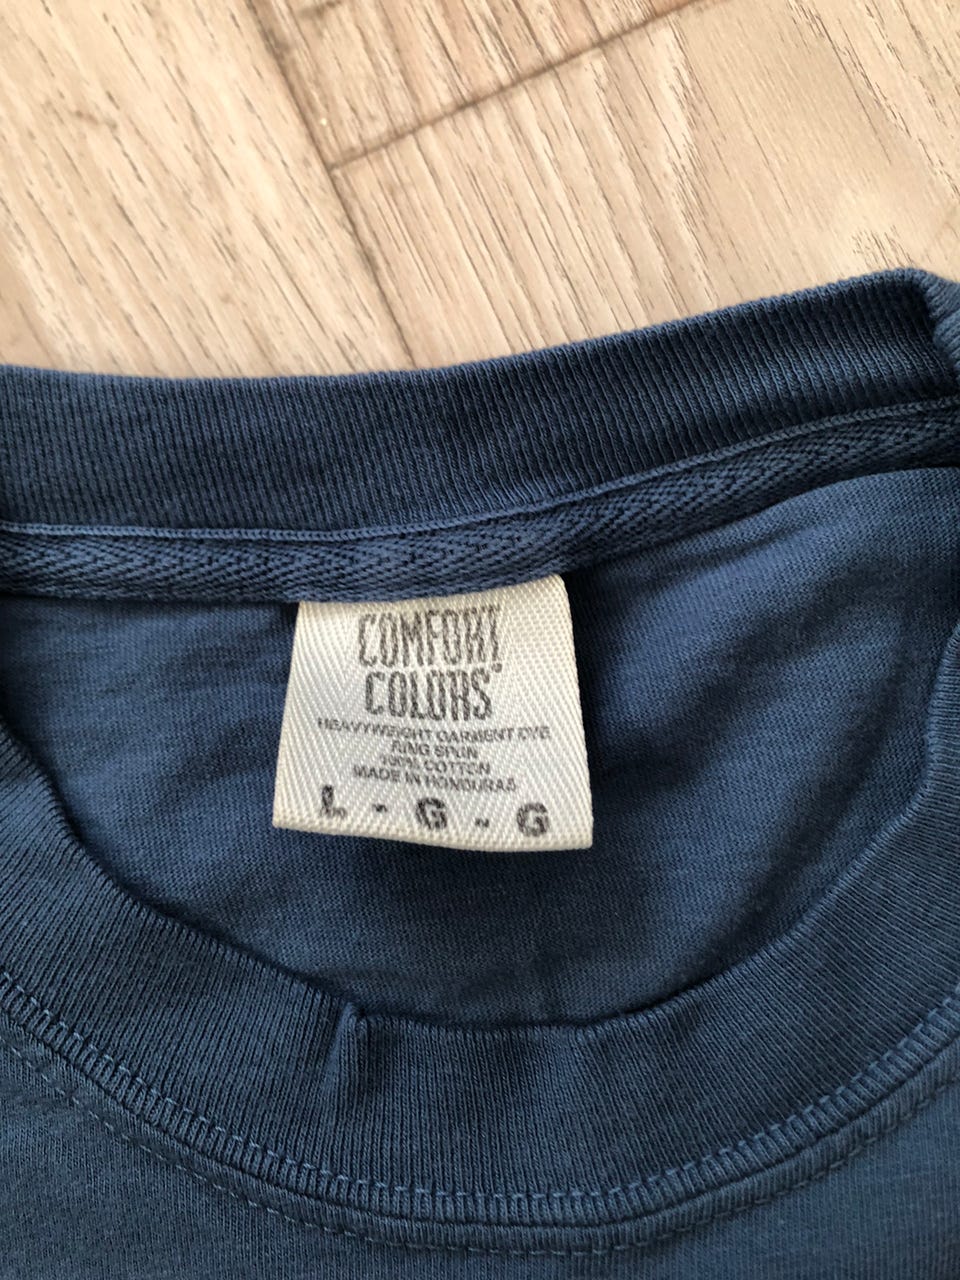 COMFORT
COLORS®
HEAVYWEIGHT GARMENT DYE
RING SPUN
100% COTTON
MADE IN HONDURAS
L - G - G